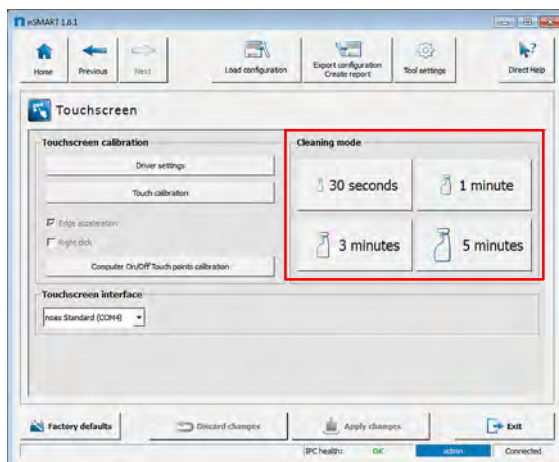 nSMART 1.6.1
Home
Previous
Next
Load configuration
Export configuration
Create report
Tool settings
Direct Help
Touchscreen
Touchscreen calibration
Driver settings
Touch calibration
Edge acceleration
Right click
Computer On/Off Touch points calibration
Cleaning mode
30 seconds
1 minute
3 minutes
5 minutes
Touchscreen interface
noax Standard (COM4)
Factory defaults
Discard changes
Apply changes
Exit
IPC health: OK admin Connected